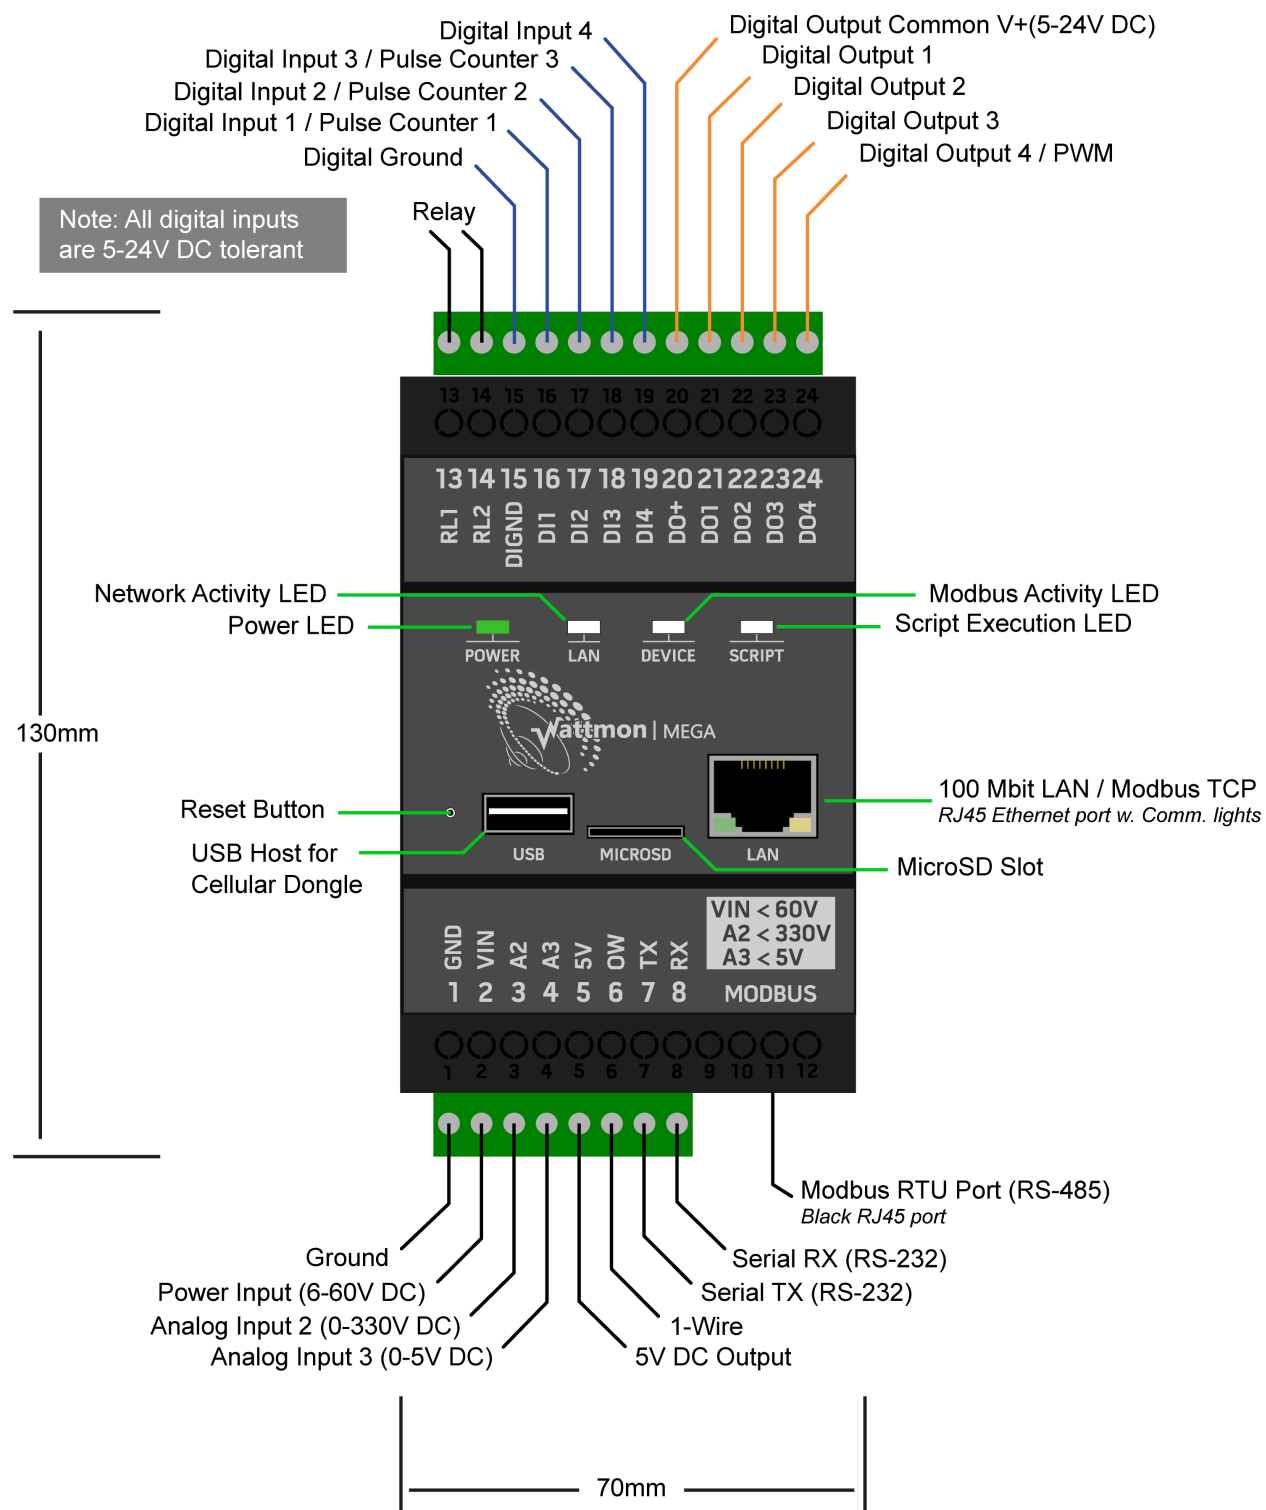 Digital Input 4
Digital Input 3 / Pulse Counter 3
Digital Input 2 / Pulse Counter 2
Digital Input 1 / Pulse Counter 1
Digital Ground
Relay
Digital Output Common V+(5-24V DC)
Digital Output 1
Digital Output 2
Digital Output 3
Digital Output 4 / PWM
Note: All digital inputs
are 5-24V DC tolerant
13 14 15 16 17 18 19 20 21 22 23 24
13 14 15 16 17 18 19 20 21 22 23 24
RL1 RL2 DIGND DI1 DI2 DI3 DI4 DO+ DO1 DO2 DO3 DO4
Network Activity LED
Power LED
Modbus Activity LED
Script Execution LED
POWER LAN DEVICE SCRIPT
Wattmon | MEGA
130mm
Reset Button
USB Host for
Cellular Dongle
100 Mbit LAN / Modbus TCP
RJ45 Ethernet port w. Comm. lights
MicroSD Slot
USB MICROSD LAN
VIN < 60V
A2 < 330V
A3 < 5V
GND VIN A2 A3 5V OW TX RX
1 2 3 4 5 6 7 8 MODBUS
1 2 3 4 5 6 7 8 9 10 11 12
Modbus RTU Port (RS-485)
Black RJ45 port
Ground
Power Input (6-60V DC)
Analog Input 2 (0-330V DC)
Analog Input 3 (0-5V DC)
Serial RX (RS-232)
Serial TX (RS-232)
1-Wire
5V DC Output
70mm